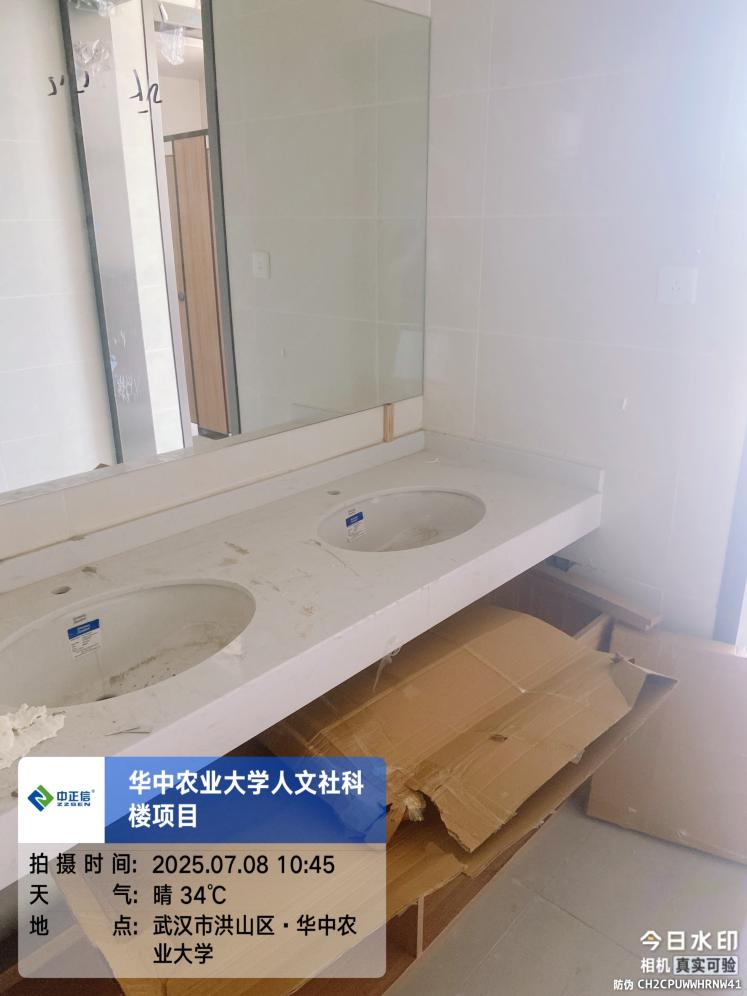 中正信
ZZSEN
华中农业大学人文社科
楼项目
拍摄时间: 2025.07.08 10:45
天气: 晴 34℃
地点: 武汉市洪山区·华中农
业大学
今日水印
相机 真实可验
防伪 CH2CPUWWHRNW41